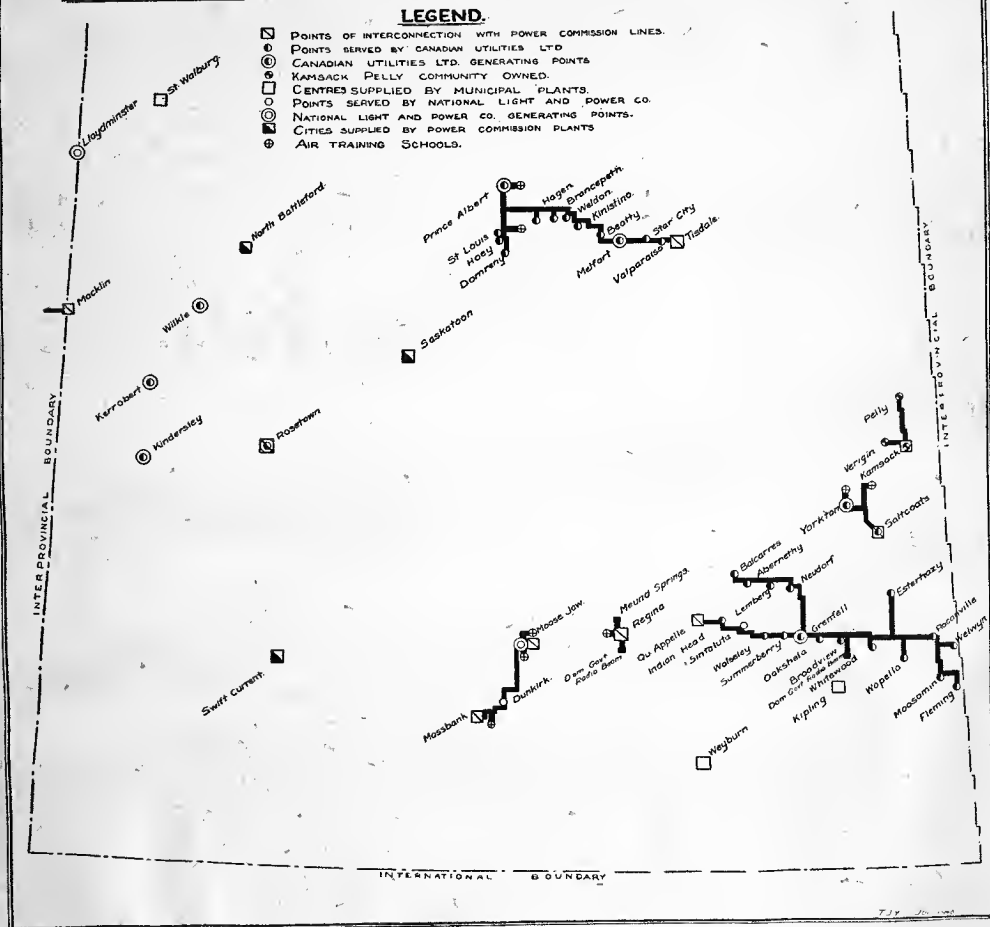 LEGEND.
POINTS OF INTERCONNECTION WITH POWER COMMISSION LINES.
POINTS SERVED BY CANADIAN UTILITIES LTD
CANADIAN UTILITIES LTD. GENERATING POINTS
KAMSACK PELLY COMMUNITY OWNED.
CENTRES SUPPLIED BY MUNICIPAL PLANTS.
POINTS SERVED BY NATIONAL LIGHT AND POWER CO.
NATIONAL LIGHT AND POWER CO. GENERATING POINTS.
CITIES SUPPLIED BY POWER COMMISSION PLANTS
AIR TRAINING SCHOOLS.
St. Walburg.
Lloydminster
North Battleford.
Prince Albert
Hagen
Brancepeth.
Weldon.
Kinistino.
Beatty
Star City
Tisdale.
St Louis
Hoey
Domremy
Melfort
Valparaiso
INTERPROVINCIAL BOUNDARY
Macklin
Wilkie
Saskatoon
Kerrobert
Kindersley
Rosetown
INTERPROVINCIAL BOUNDARY
Pelly
Verigin
Kamsack
Yorkton
Saltcoats
Balcarres
Abernethy
Neudorf
Lemberg
Esterhazy
Mound Springs.
Regina
Moose Jaw.
Dom Govt
Radio Beam
Qu Appelle
Indian Head
Sintaluta
Wolseley
Summerberry
Grenfell
Oakshela
Broadview
Dom Govt Radio Beam
Whitewood
Kipling
Wapella
Rocanville
Welwyn
Moosomin
Fleming
Swift Current.
Dunkirk.
Mossbank
Weyburn
INTERNATIONAL BOUNDARY